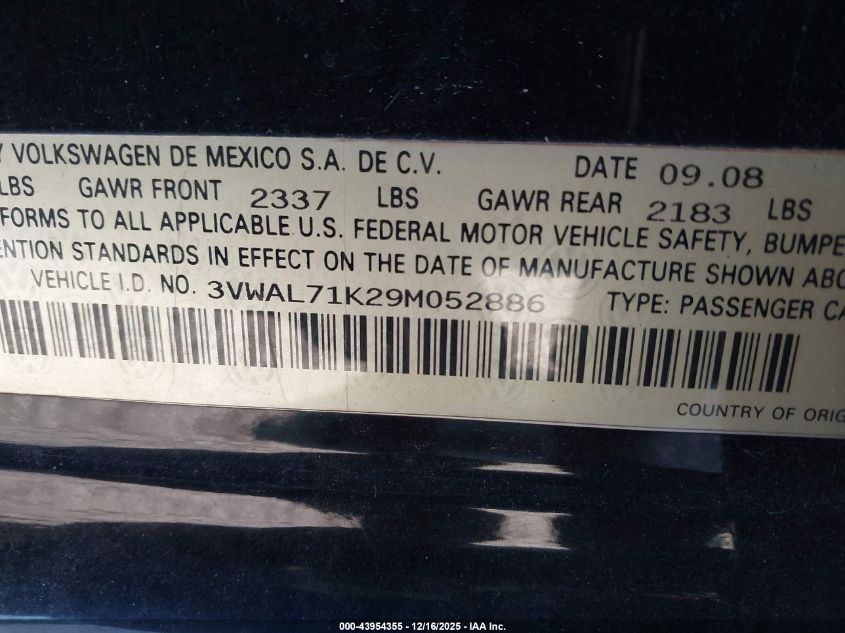 Y VOLKSWAGEN DE MEXICO S.A. DE C.V. DATE 09.08
LBS GAWR FRONT 2337 LBS GAWR REAR 2183 LBS
FORMS TO ALL APPLICABLE U.S. FEDERAL MOTOR VEHICLE SAFETY, BUMPE
ENTION STANDARDS IN EFFECT ON THE DATE OF MANUFACTURE SHOWN ABO
VEHICLE I.D. NO. 3VWAL71K29M052886 TYPE: PASSENGER CA
COUNTRY OF ORIG
000-43954355 - 12/16/2025 - IAA Inc.